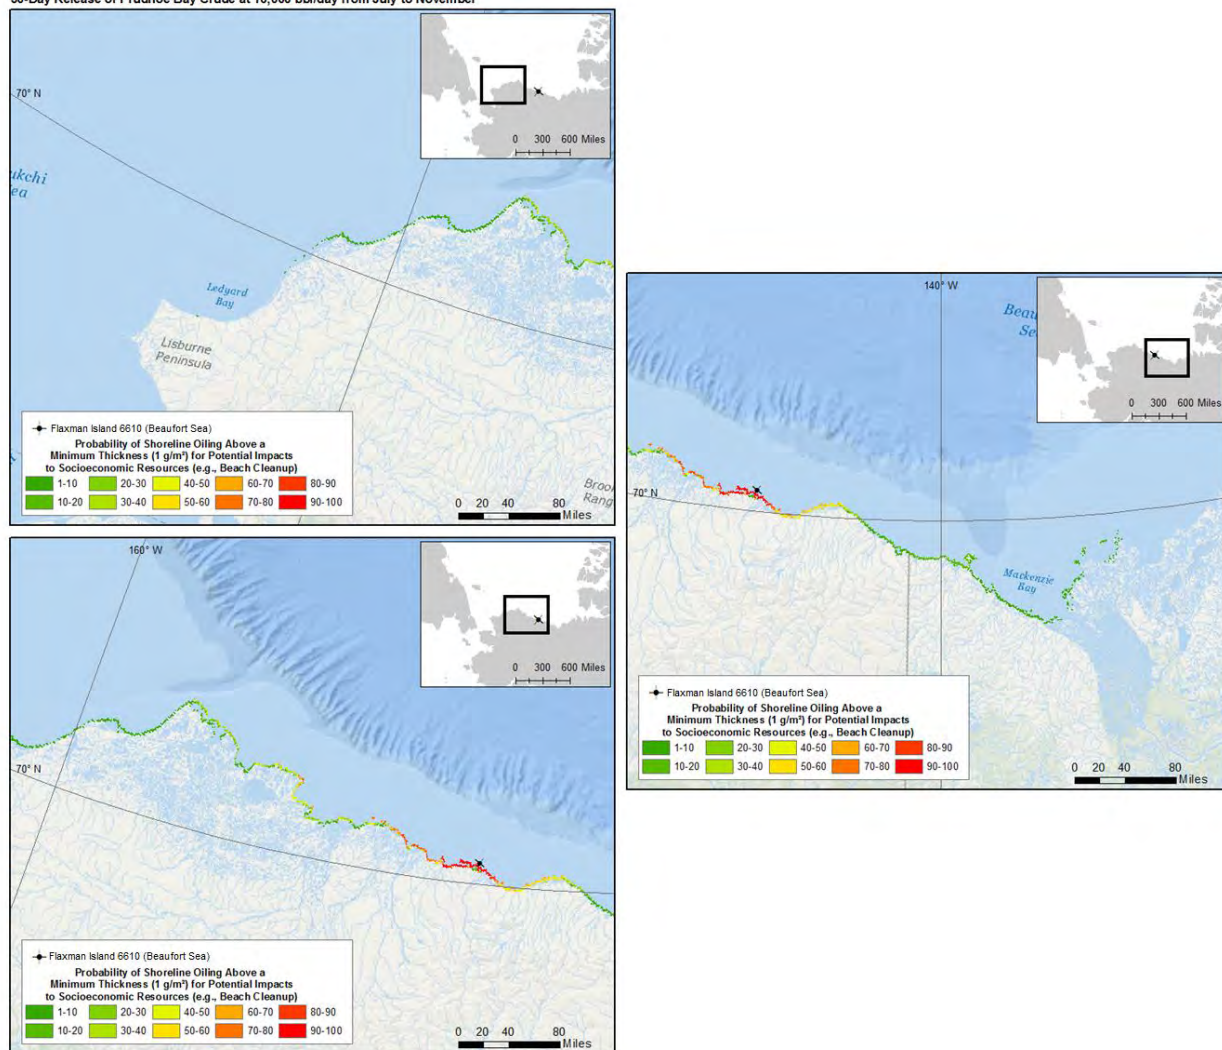 70° N
0 300 600 Miles
Ledyard
Bay
Lisburne
Peninsula
Flaxman Island 6610 (Beaufort Sea)
Probability of Shoreline Oiling Above a
Minimum Thickness (1 g/m²) for Potential Impacts
to Socioeconomic Resources (e.g., Beach Cleanup)
1-10 20-30 40-50 60-70 80-90
10-20 30-40 50-60 70-80 90-100
0 20 40 80
Miles
160° W
0 300 600 Miles
70° N
Flaxman Island 6610 (Beaufort Sea)
Probability of Shoreline Oiling Above a
Minimum Thickness (1 g/m²) for Potential Impacts
to Socioeconomic Resources (e.g., Beach Cleanup)
1-10 20-30 40-50 60-70 80-90
10-20 30-40 50-60 70-80 90-100
0 20 40 80
Miles
140° W
0 300 600 Miles
70° N
Mackenzie
Bay
Flaxman Island 6610 (Beaufort Sea)
Probability of Shoreline Oiling Above a
Minimum Thickness (1 g/m²) for Potential Impacts
to Socioeconomic Resources (e.g., Beach Cleanup)
1-10 20-30 40-50 60-70 80-90
10-20 30-40 50-60 70-80 90-100
0 20 40 80
Miles